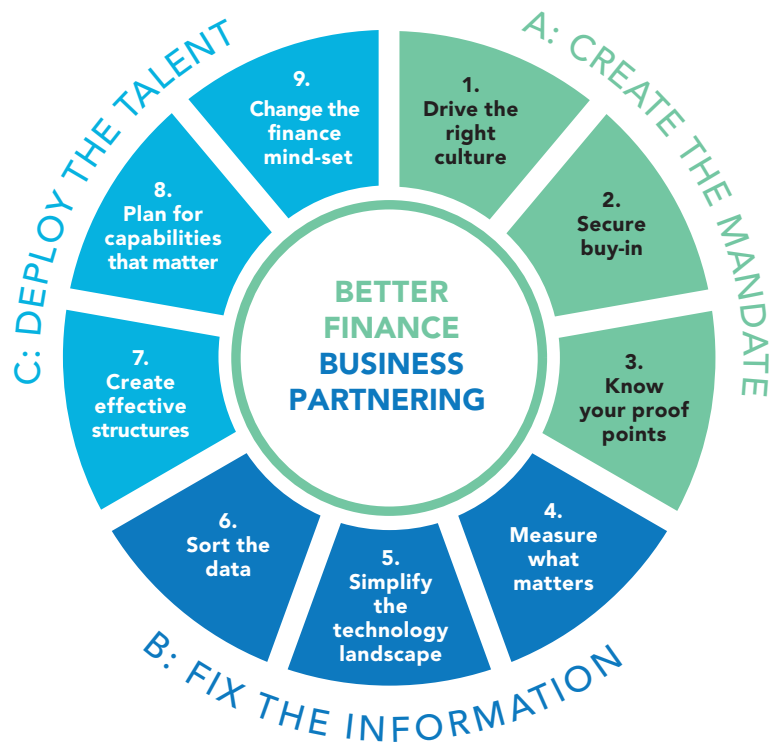 A: CREATE THE MANDATE
1.
Drive the
right
culture
2.
Secure
buy-in
3.
Know
your proof
points
B: FIX THE INFORMATION
4.
Measure
what
matters
5.
Simplify
the
technology
landscape
6.
Sort the
data
C: DEPLOY THE TALENT
7.
Create
effective
structures
8.
Plan for
capabilities
that matter
9.
Change the
finance
mind-set
BETTER
FINANCE
BUSINESS
PARTNERING